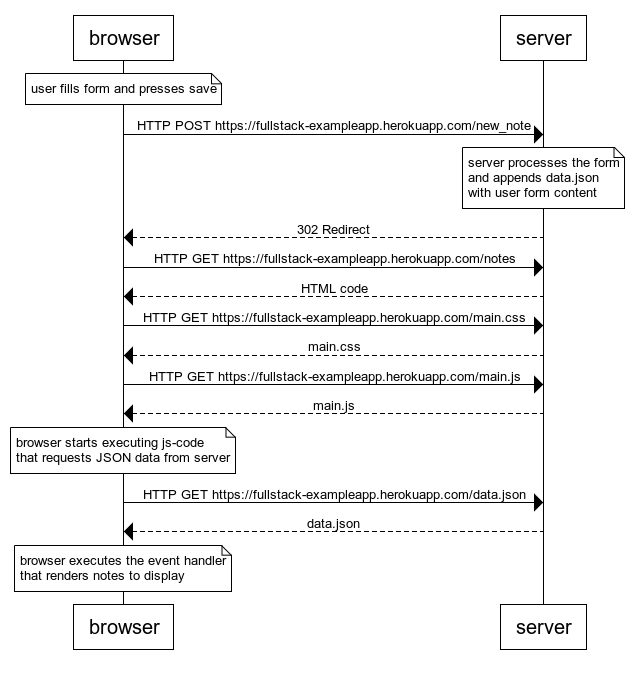 browser
server
user fills form and presses save
HTTP POST https://fullstack-exampleapp.herokuapp.com/new_note
server processes the form
and appends data.json
with user form content
302 Redirect
HTTP GET https://fullstack-exampleapp.herokuapp.com/notes
HTML code
HTTP GET https://fullstack-exampleapp.herokuapp.com/main.css
main.css
HTTP GET https://fullstack-exampleapp.herokuapp.com/main.js
main.js
browser starts executing js-code
that requests JSON data from server
HTTP GET https://fullstack-exampleapp.herokuapp.com/data.json
data.json
browser executes the event handler
that renders notes to display
browser
server